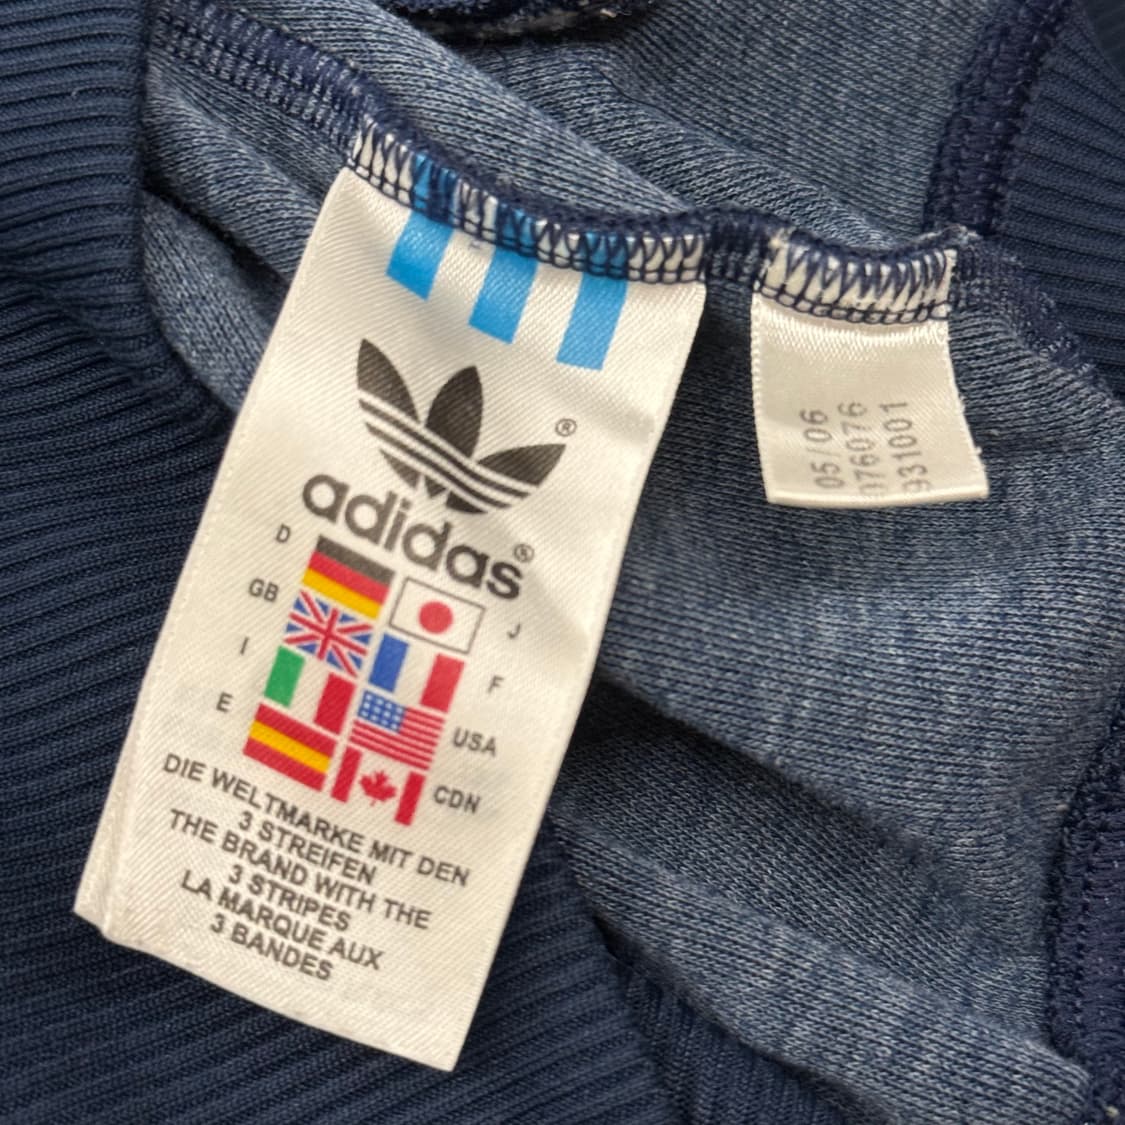 ®
adidas®
D
J
GB
F
I
USA
E
CDN
DIE WELTMARKE MIT DEN
3 STREIFEN
THE BRAND WITH THE
3 STRIPES
LA MARQUE AUX
3 BANDES
05/06
076076
931001